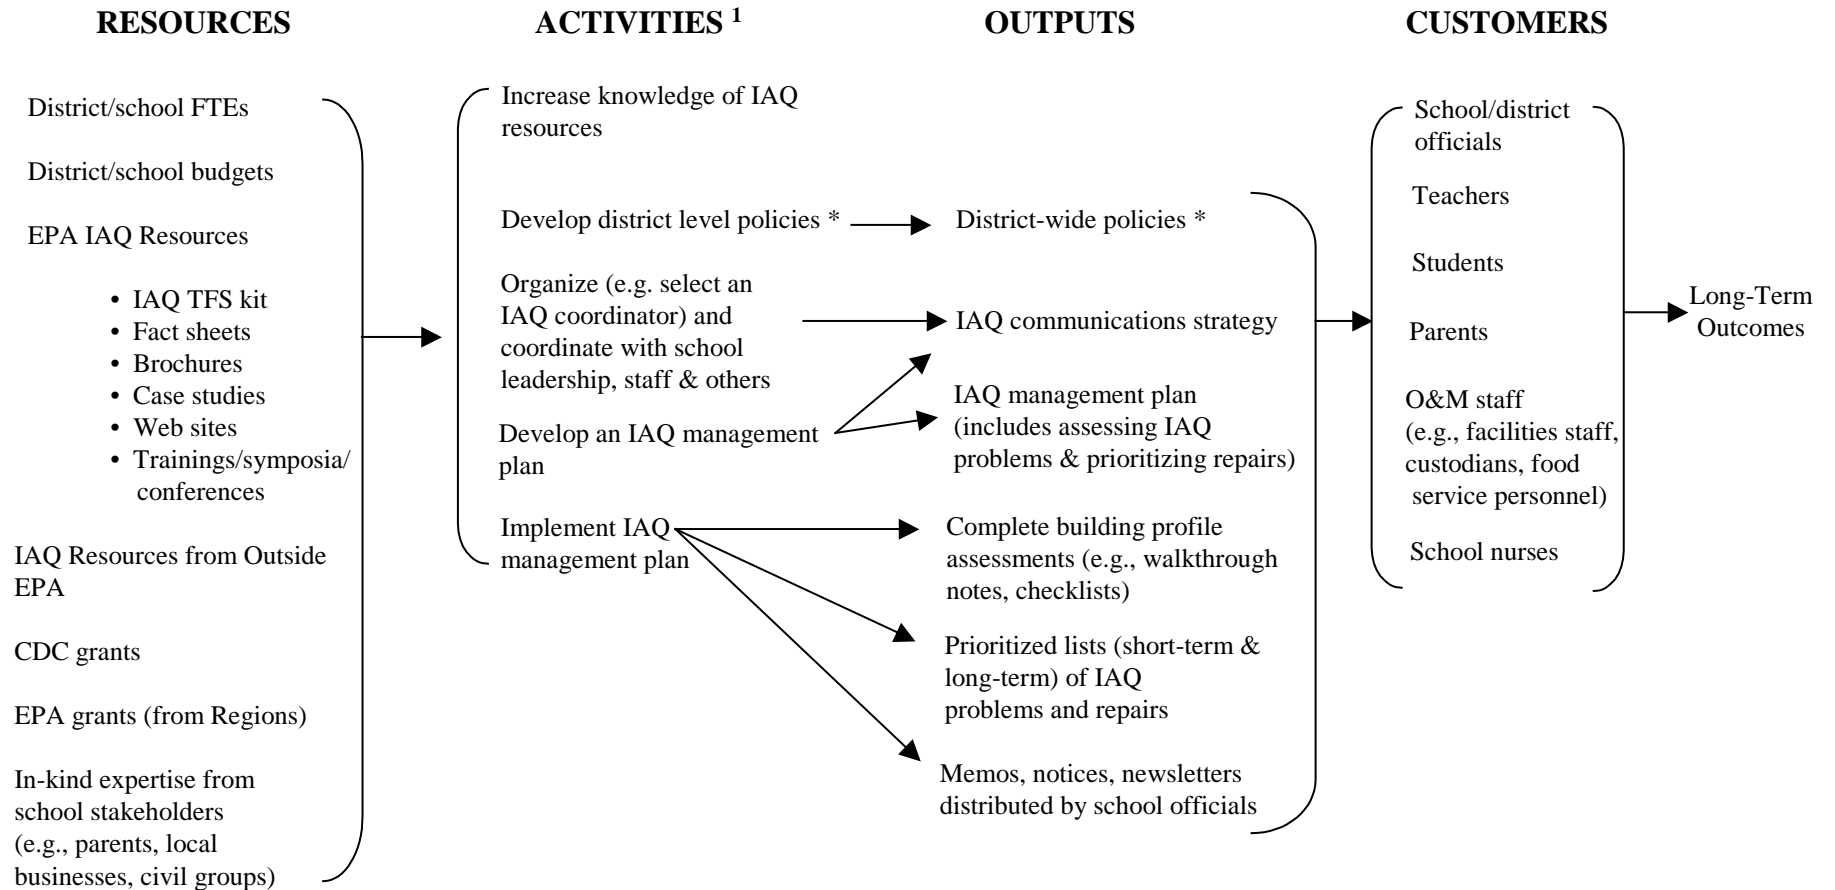 RESOURCES
ACTIVITIES 1
OUTPUTS
CUSTOMERS
District/school FTEs
District/school budgets
EPA IAQ Resources
• IAQ TFS kit
• Fact sheets
• Brochures
• Case studies
• Web sites
• Trainings/symposia/
conferences
IAQ Resources from Outside
EPA
CDC grants
EPA grants (from Regions)
In-kind expertise from
school stakeholders
(e.g., parents, local
businesses, civil groups)
Increase knowledge of IAQ
resources
Develop district level policies *
Organize (e.g. select an
IAQ coordinator) and
coordinate with school
leadership, staff & others
Develop an IAQ management
plan
Implement IAQ
management plan
District-wide policies *
IAQ communications strategy
IAQ management plan
(includes assessing IAQ
problems & prioritizing repairs)
Complete building profile
assessments (e.g., walkthrough
notes, checklists)
Prioritized lists (short-term &
long-term) of IAQ
problems and repairs
Memos, notices, newsletters
distributed by school officials
School/district
officials
Teachers
Students
Parents
O&M staff
(e.g., facilities staff,
custodians, food
service personnel)
School nurses
Long-Term
Outcomes